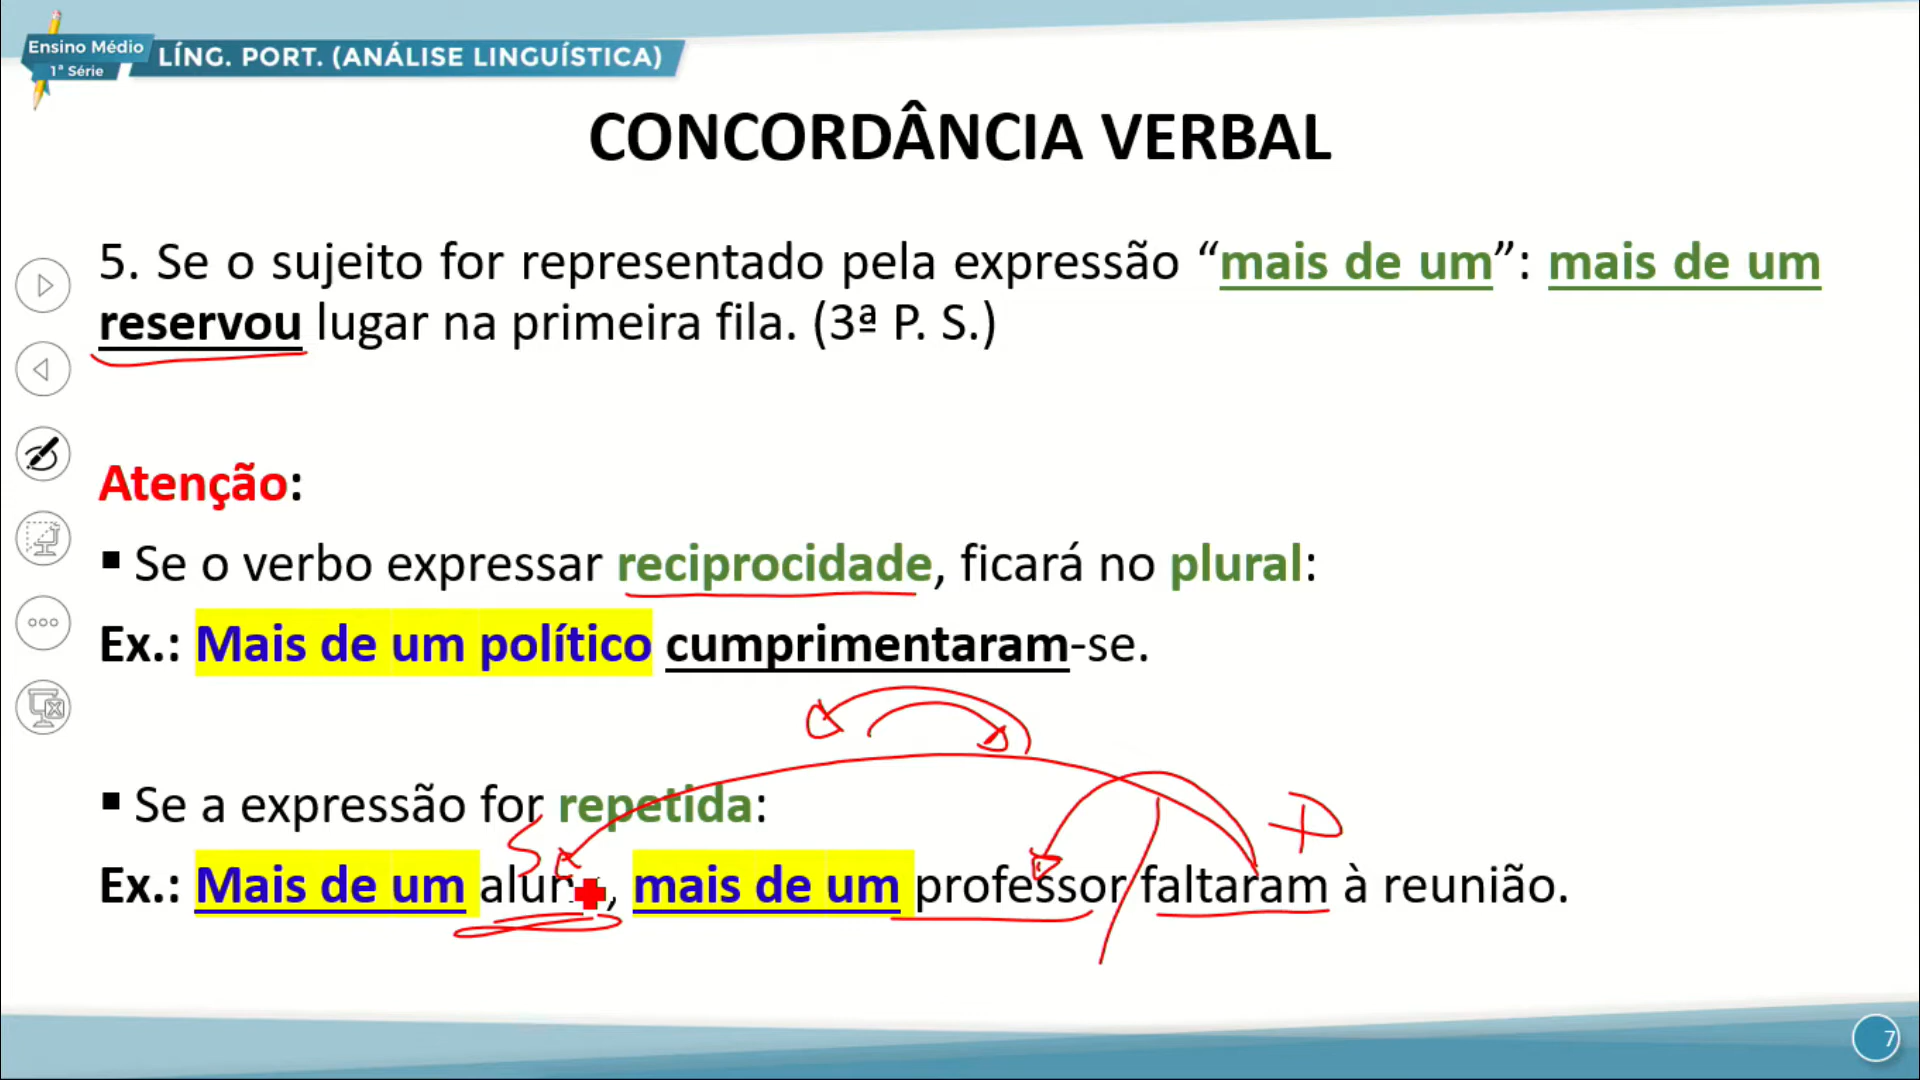 Ensino Médio
1ª Série
LÍNG. PORT. (ANÁLISE LINGUÍSTICA)
CONCORDÂNCIA VERBAL
5. Se o sujeito for representado pela expressão “mais de um”: mais de um
reservou lugar na primeira fila. (3ª P. S.)
Atenção:
▪ Se o verbo expressar reciprocidade, ficará no plural:
Ex.: Mais de um político cumprimentaram-se.
▪ Se a expressão for repetida:
S
Ex.: Mais de um aluno, mais de um professor faltaram à reunião.
7